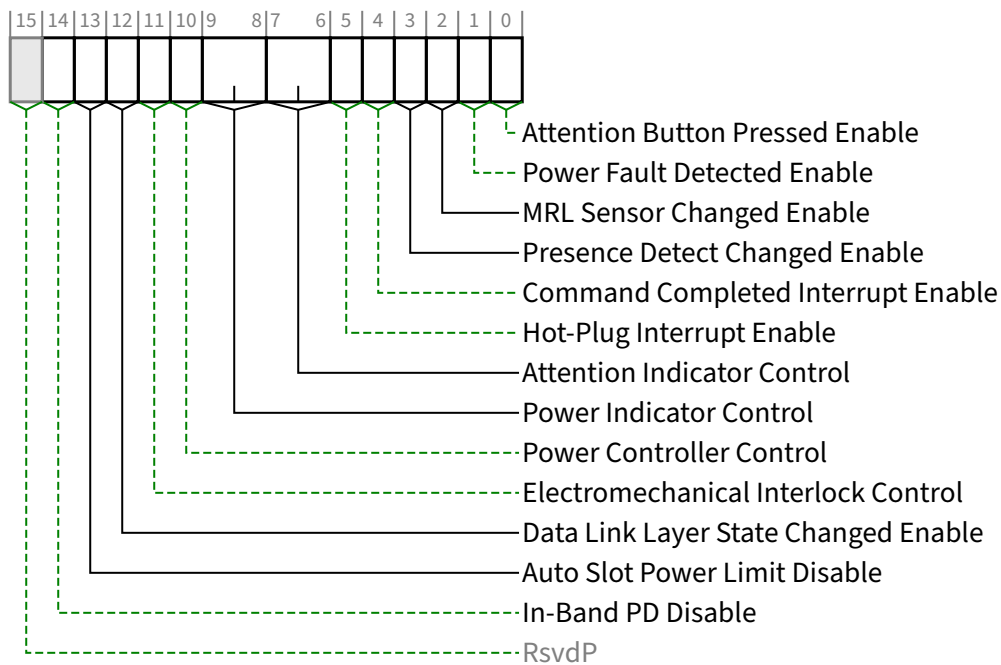 15 14 13 12 11 10 9 8 7 6 5 4 3 2 1 0
Attention Button Pressed Enable
Power Fault Detected Enable
MRL Sensor Changed Enable
Presence Detect Changed Enable
Command Completed Interrupt Enable
Hot-Plug Interrupt Enable
Attention Indicator Control
Power Indicator Control
Power Controller Control
Electromechanical Interlock Control
Data Link Layer State Changed Enable
Auto Slot Power Limit Disable
In-Band PD Disable
RsvdP